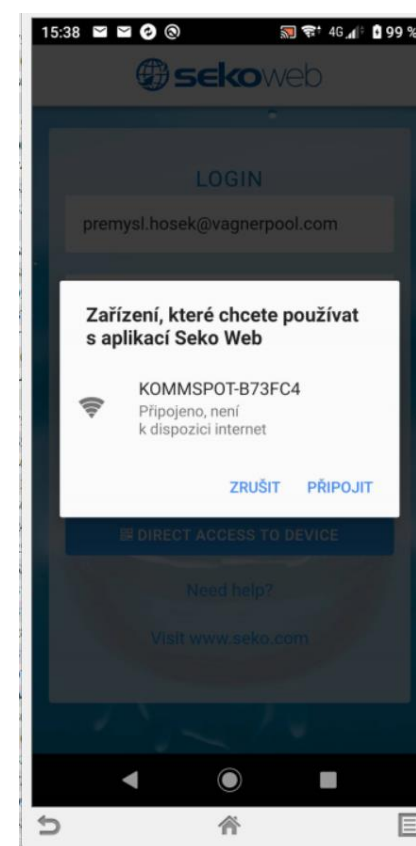 15:38
4G
99 %
sekoweb
LOGIN
premysl.hosek@vagnerpool.com
Zařízení, které chcete používat
s aplikací Seko Web
KOMMSPOT-B73FC4
Připojeno, není
k dispozici internet
ZRUŠIT PŘIPOJIT
DIRECT ACCESS TO DEVICE
Need help?
Visit www.seko.com